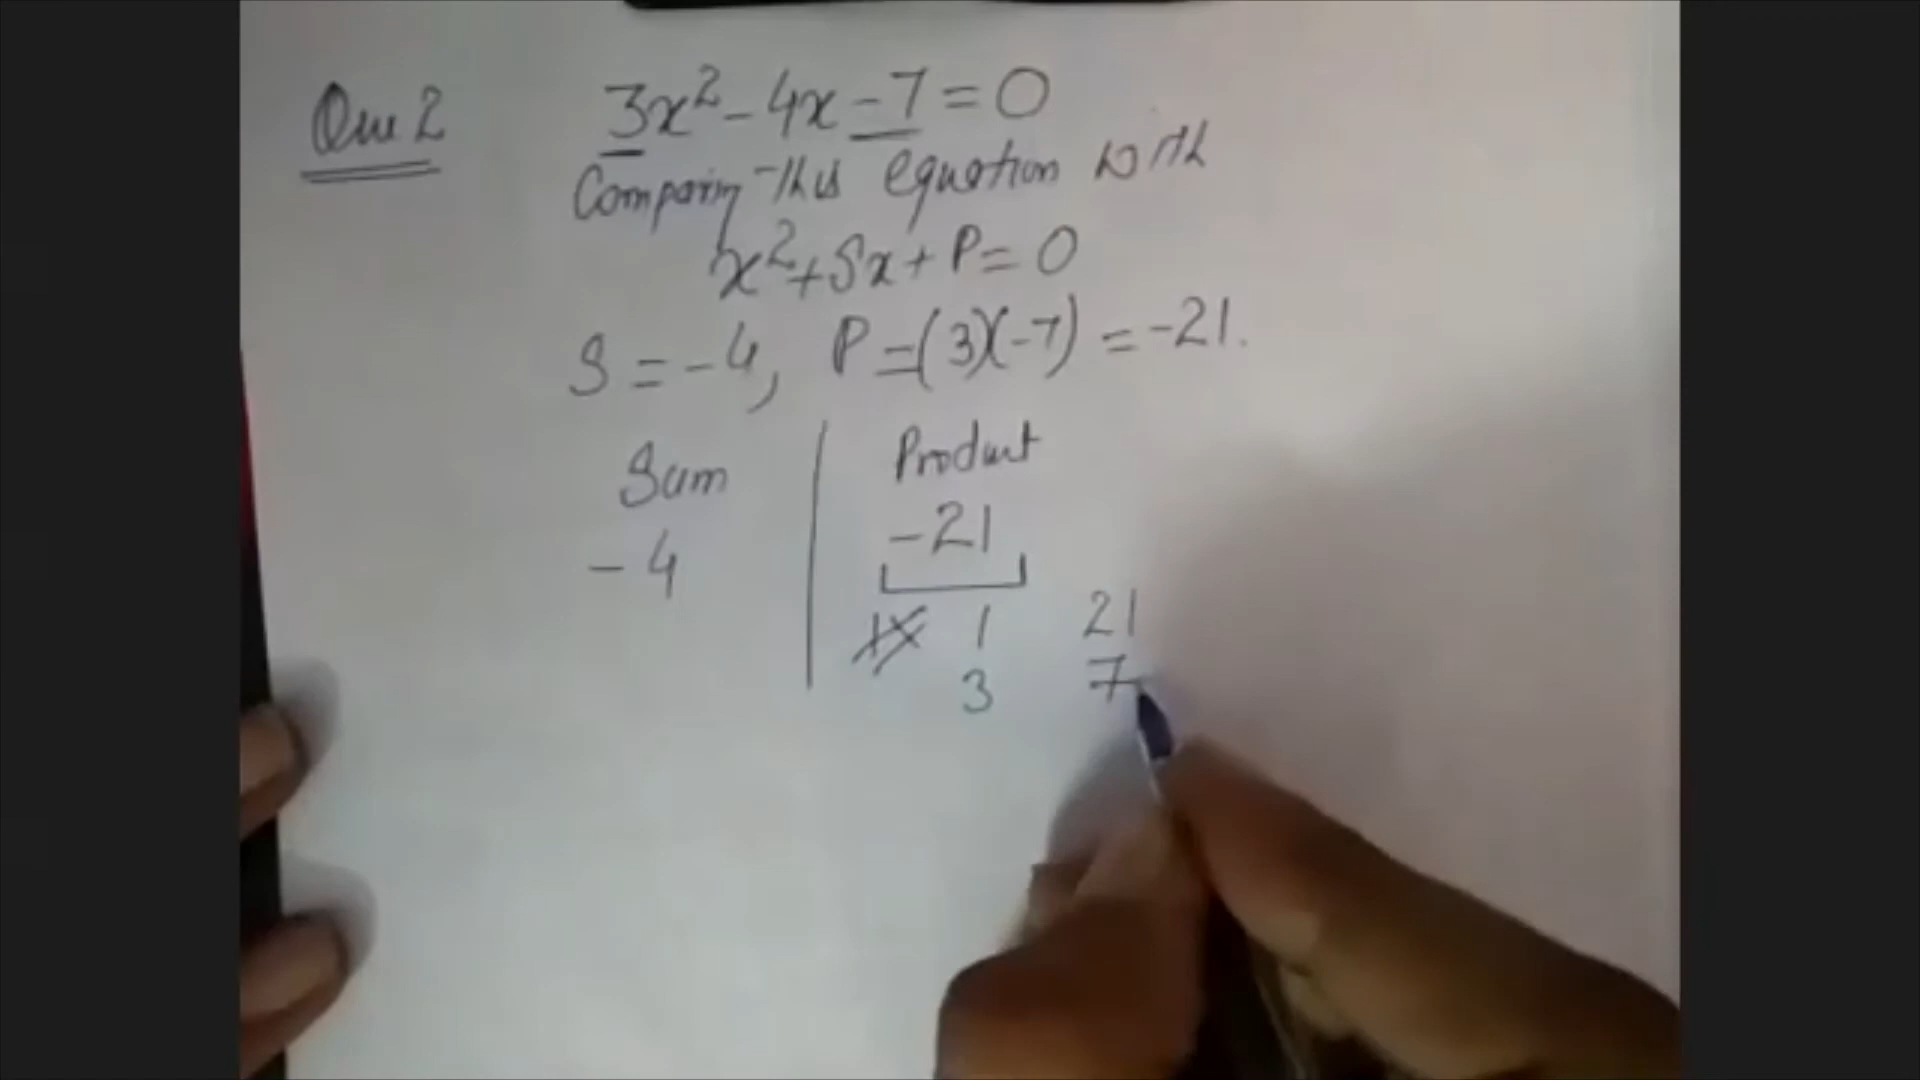 Que 2
3x² - 4x - 7 = 0
Comparing this equation with
x² + Sx + P = 0
S = -4, P = (3)(-7) = -21.
Sum | Product
-4 | -21
1 21
3 7